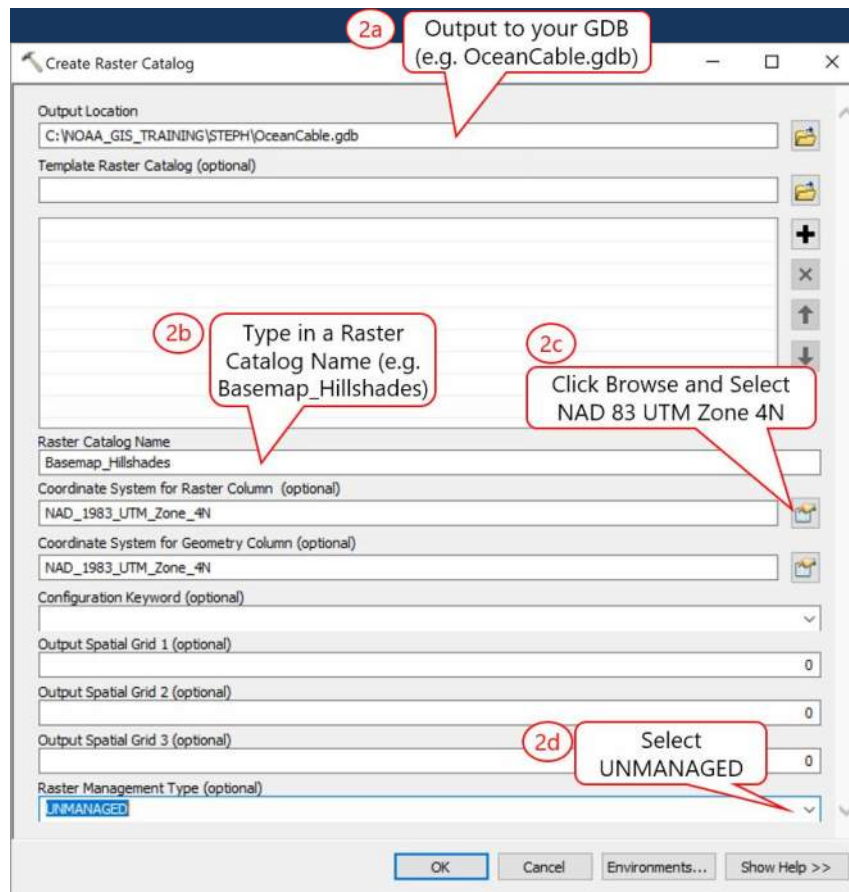 2a
Output to your GDB
(e.g. OceanCable.gdb)
Create Raster Catalog
Output Location
C:\NOAA_GIS_TRAINING\STEPH\OceanCable.gdb
Template Raster Catalog (optional)
2b
Type in a Raster
Catalog Name (e.g.
Basemap_Hillshades)
2c
Click Browse and Select
NAD 83 UTM Zone 4N
Raster Catalog Name
Basemap_Hillshades
Coordinate System for Raster Column (optional)
NAD_1983_UTM_Zone_4N
Coordinate System for Geometry Column (optional)
NAD_1983_UTM_Zone_4N
Configuration Keyword (optional)
Output Spatial Grid 1 (optional)
0
Output Spatial Grid 2 (optional)
0
Output Spatial Grid 3 (optional)
0
2d
Select
UNMANAGED
Raster Management Type (optional)
UNMANAGED
OK
Cancel
Environments...
Show Help >>